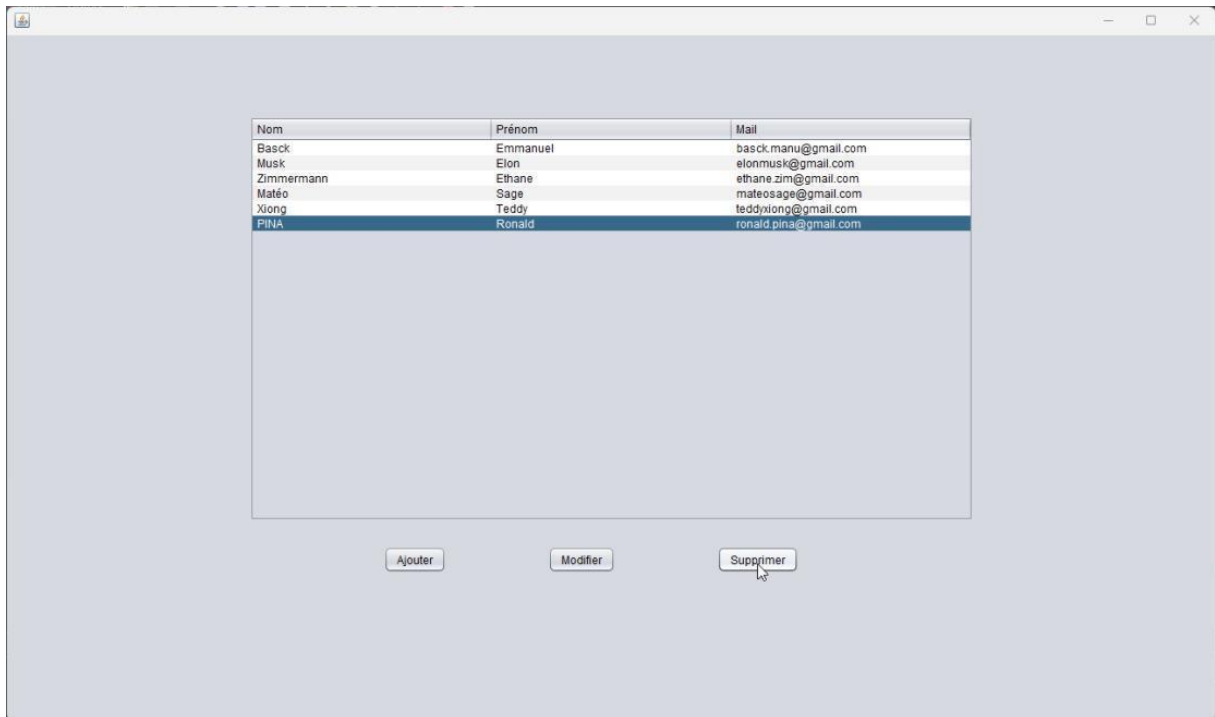 Nom Prénom Mail
Basck Emmanuel basck.manu@gmail.com
Musk Elon elonmusk@gmail.com
Zimmermann Ethane ethane.zim@gmail.com
Matéo Sage mateosage@gmail.com
Xiong Teddy teddyxiong@gmail.com
PINA Ronald ronald.pina@gmail.com
Ajouter Modifier Supprimer